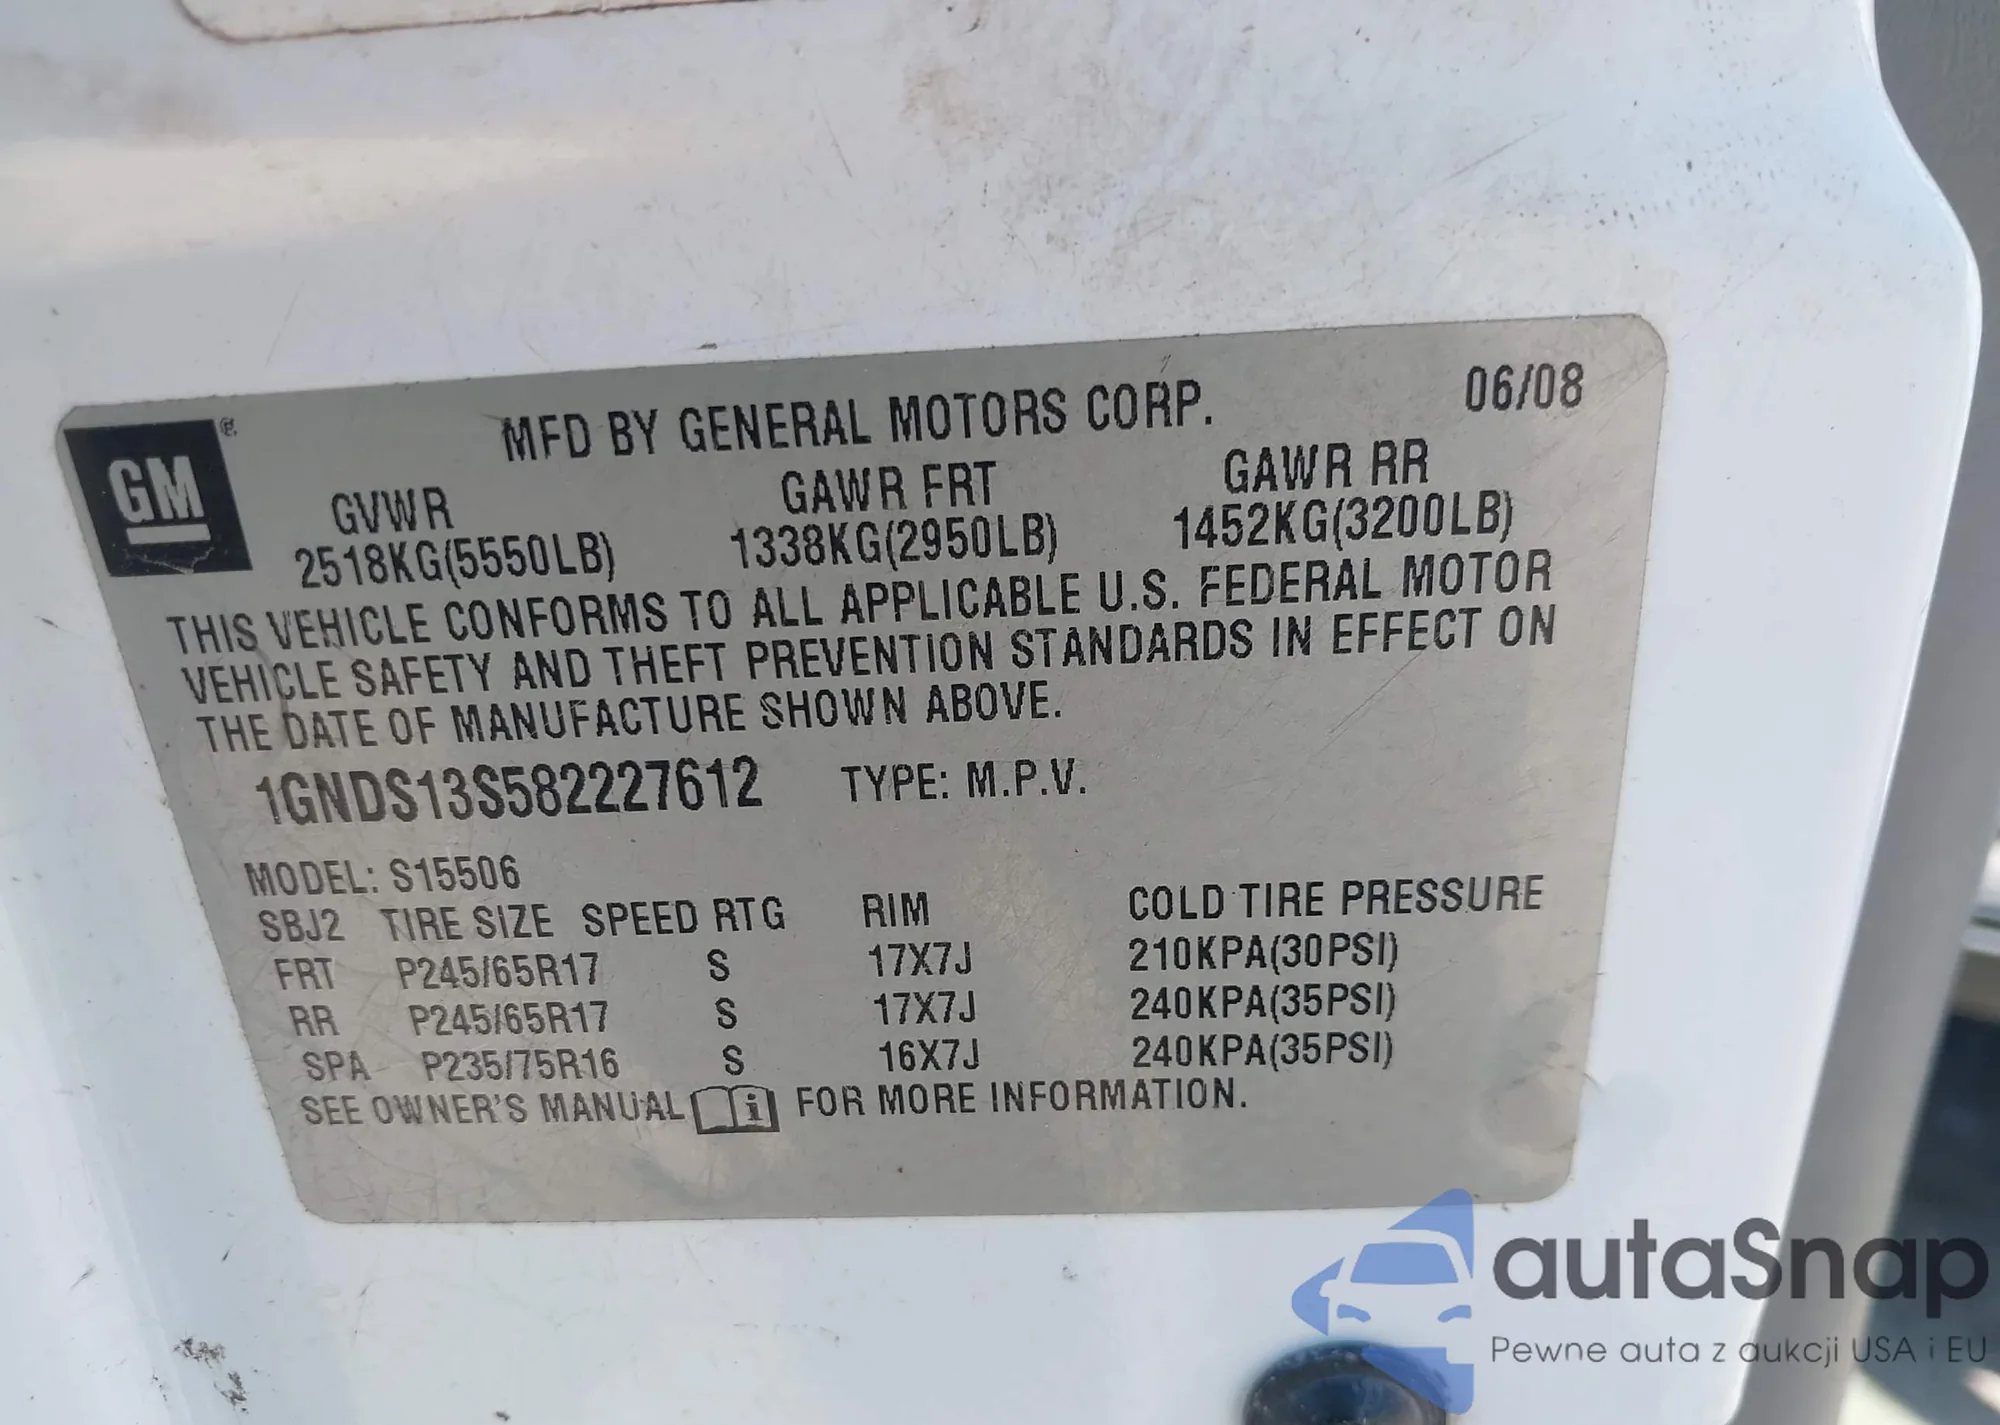 MFD BY GENERAL MOTORS CORP. 06/08
GM ®
GVWR GAWR FRT GAWR RR
2518KG(5550LB) 1338KG(2950LB) 1452KG(3200LB)
THIS VEHICLE CONFORMS TO ALL APPLICABLE U.S. FEDERAL MOTOR
VEHICLE SAFETY AND THEFT PREVENTION STANDARDS IN EFFECT ON
THE DATE OF MANUFACTURE SHOWN ABOVE.
1GNDS13S582227612 TYPE: M.P.V.
MODEL: S15506
SBJ2 TIRE SIZE SPEED RTG RIM COLD TIRE PRESSURE
FRT P245/65R17 S 17X7J 210KPA(30PSI)
RR P245/65R17 S 17X7J 240KPA(35PSI)
SPA P235/75R16 S 16X7J 240KPA(35PSI)
SEE OWNER'S MANUAL i FOR MORE INFORMATION.
autaSnap
Pewne auta z aukcji USA i EU